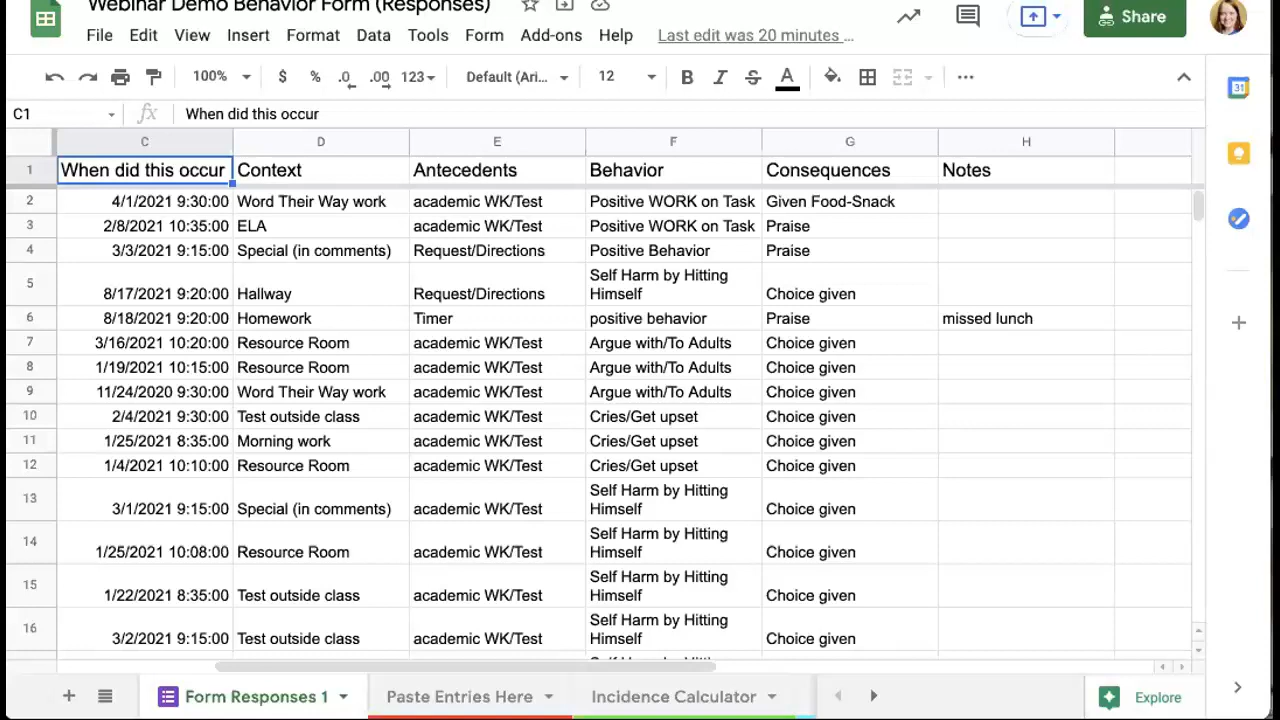 Webinar Demo Behavior Form (Responses)
File Edit View Insert Format Data Tools Form Add-ons Help Last edit was 20 minutes ...
Share
100% $ % .0 .00 123 Default (Ari... 12 B I S A ...
31
C1 fx When did this occur
C D E F G H
1 When did this occur Context Antecedents Behavior Consequences Notes
2 4/1/2021 9:30:00 Word Their Way work academic WK/Test Positive WORK on Task Given Food-Snack
3 2/8/2021 10:35:00 ELA academic WK/Test Positive WORK on Task Praise
4 3/3/2021 9:15:00 Special (in comments) Request/Directions Positive Behavior Praise
5 8/17/2021 9:20:00 Hallway Request/Directions Self Harm by Hitting Himself Choice given
6 8/18/2021 9:20:00 Homework Timer positive behavior Praise missed lunch
7 3/16/2021 10:20:00 Resource Room academic WK/Test Argue with/To Adults Choice given
8 1/19/2021 10:15:00 Resource Room academic WK/Test Argue with/To Adults Choice given
9 11/24/2020 9:30:00 Word Their Way work academic WK/Test Argue with/To Adults Choice given
10 2/4/2021 9:30:00 Test outside class academic WK/Test Cries/Get upset Choice given
11 1/25/2021 8:35:00 Morning work academic WK/Test Cries/Get upset Choice given
12 1/4/2021 10:10:00 Resource Room academic WK/Test Cries/Get upset Choice given
13 3/1/2021 9:15:00 Special (in comments) academic WK/Test Self Harm by Hitting Himself Choice given
14 1/25/2021 10:08:00 Resource Room academic WK/Test Self Harm by Hitting Himself Choice given
15 1/22/2021 8:35:00 Test outside class academic WK/Test Self Harm by Hitting Himself Choice given
16 3/2/2021 9:15:00 Test outside class academic WK/Test Self Harm by Hitting Himself Choice given
Form Responses 1 Paste Entries Here Incidence Calculator Explore